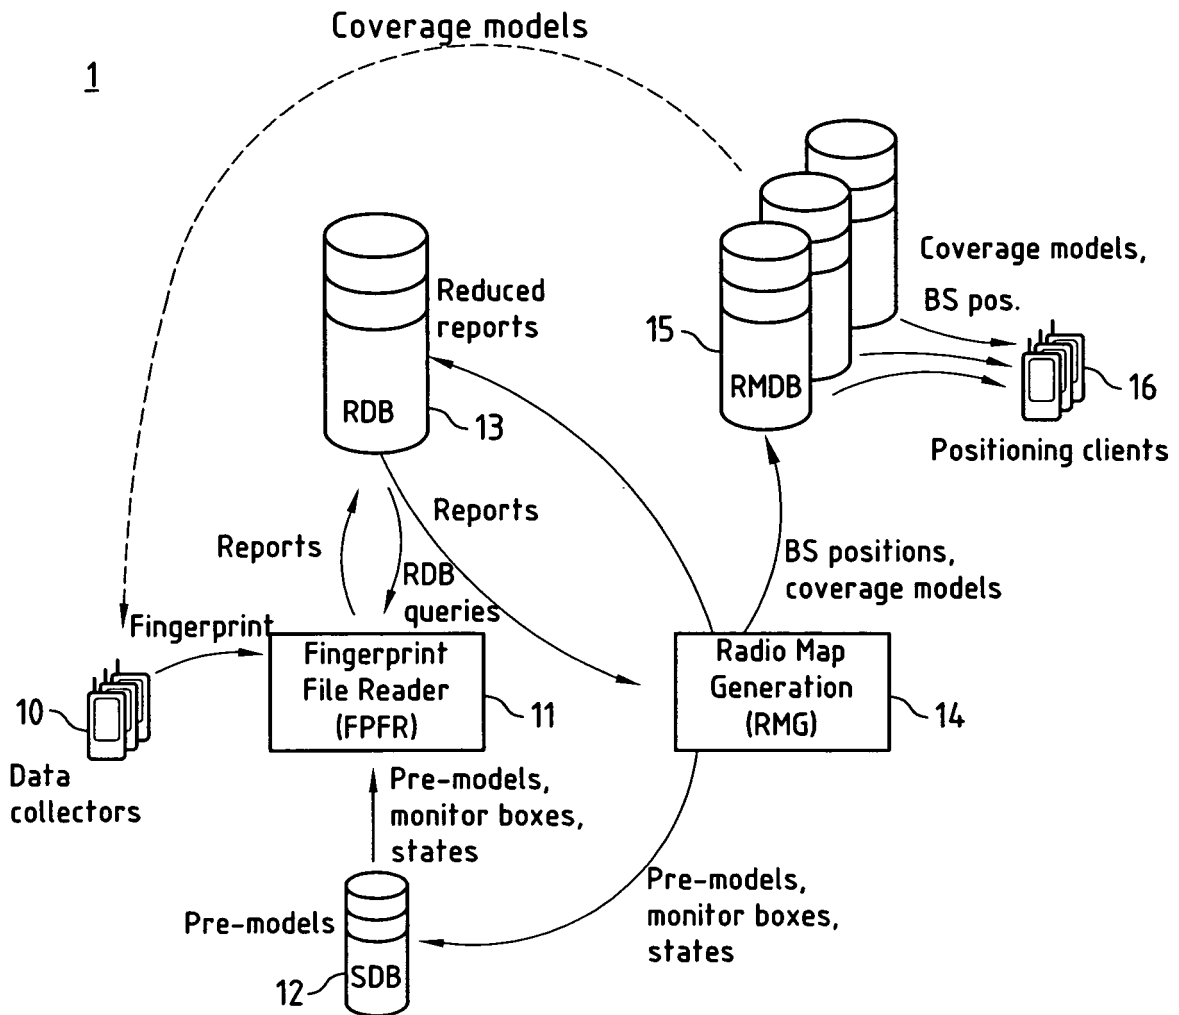 Coverage models
1
Coverage models,
BS pos.
Reduced
reports
15
RDB
13
RMDB
16
Positioning clients
Reports
Reports
RDB
queries
BS positions,
coverage models
Fingerprint
Fingerprint
File Reader
(FPFR)
11
Radio Map
Generation
(RMG)
14
10
Data
collectors
Pre-models,
monitor boxes,
states
Pre-models
SDB
12
Pre-models,
monitor boxes,
states